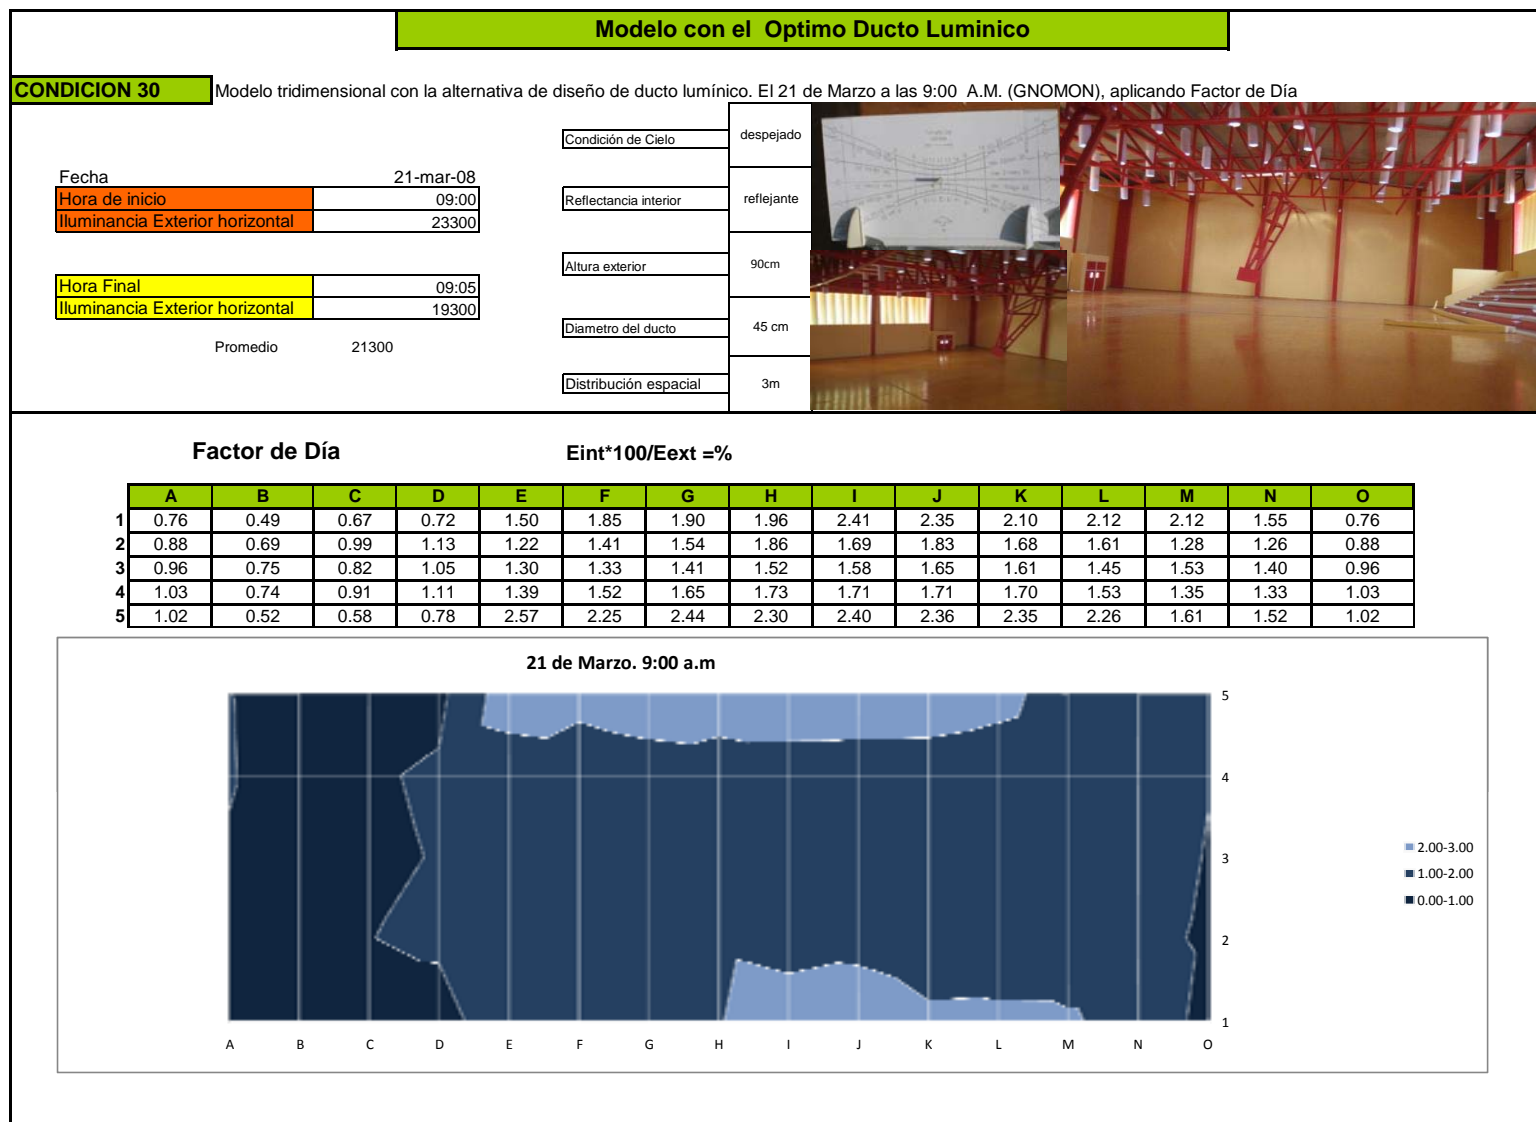 Modelo con el  Optimo Ducto Luminico
CONDICION 30 Modelo tridimensional con la alternativa de diseño de ducto lumínico. El 21 de Marzo a las 9:00  A.M. (GNOMON), aplicando Factor de Día
Condición de Cielo despejado
Fecha 21-mar-08
Hora de inicio 09:00
Reflectancia interior reflejante
Iluminancia Exterior horizontal 23300
Altura exterior 90cm
Hora Final 09:05
Iluminancia Exterior horizontal 19300
Diametro del ducto 45 cm
Promedio 21300
Distribución espacial 3m
Factor de Día Eint*100/Eext =%
A B C D E F G H I J K L M N O
1 0.76 0.49 0.67 0.72 1.50 1.85 1.90 1.96 2.41 2.35 2.10 2.12 2.12 1.55 0.76
2 0.88 0.69 0.99 1.13 1.22 1.41 1.54 1.86 1.69 1.83 1.68 1.61 1.28 1.26 0.88
3 0.96 0.75 0.82 1.05 1.30 1.33 1.41 1.52 1.58 1.65 1.61 1.45 1.53 1.40 0.96
4 1.03 0.74 0.91 1.11 1.39 1.52 1.65 1.73 1.71 1.71 1.70 1.53 1.35 1.33 1.03
5 1.02 0.52 0.58 0.78 2.57 2.25 2.44 2.30 2.40 2.36 2.35 2.26 1.61 1.52 1.02
21 de Marzo. 9:00 a.m
5
4
3
2
1
2.00-3.00
1.00-2.00
0.00-1.00
A B C D E F G H I J K L M N O